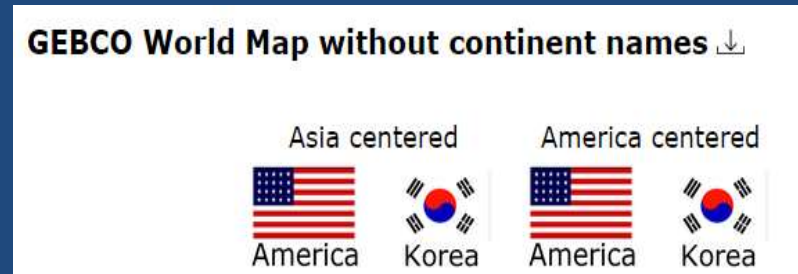 GEBCO World Map without continent names
Asia centered America centered
America Korea America Korea